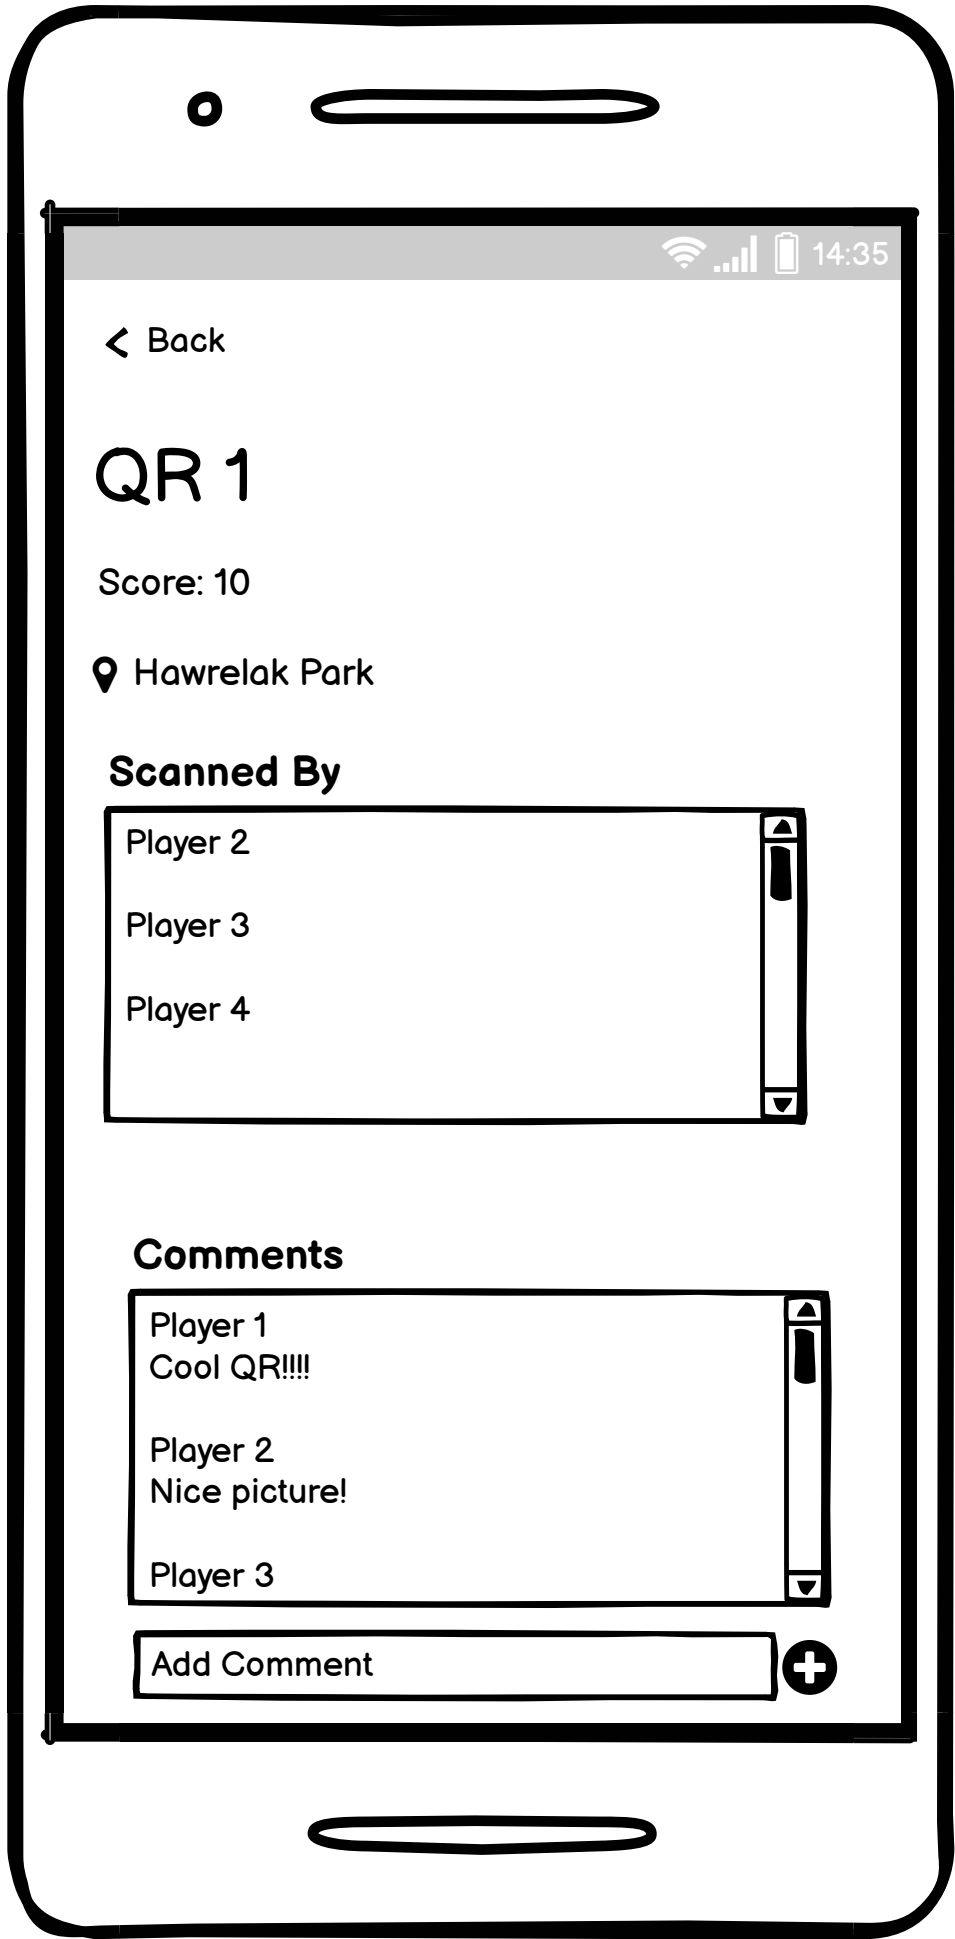 14:35
Back
QR 1
Score: 10
Hawrelak Park
Scanned By
Player 2
Player 3
Player 4
Comments
Player 1
Cool QR!!!!
Player 2
Nice picture!
Player 3
Add Comment